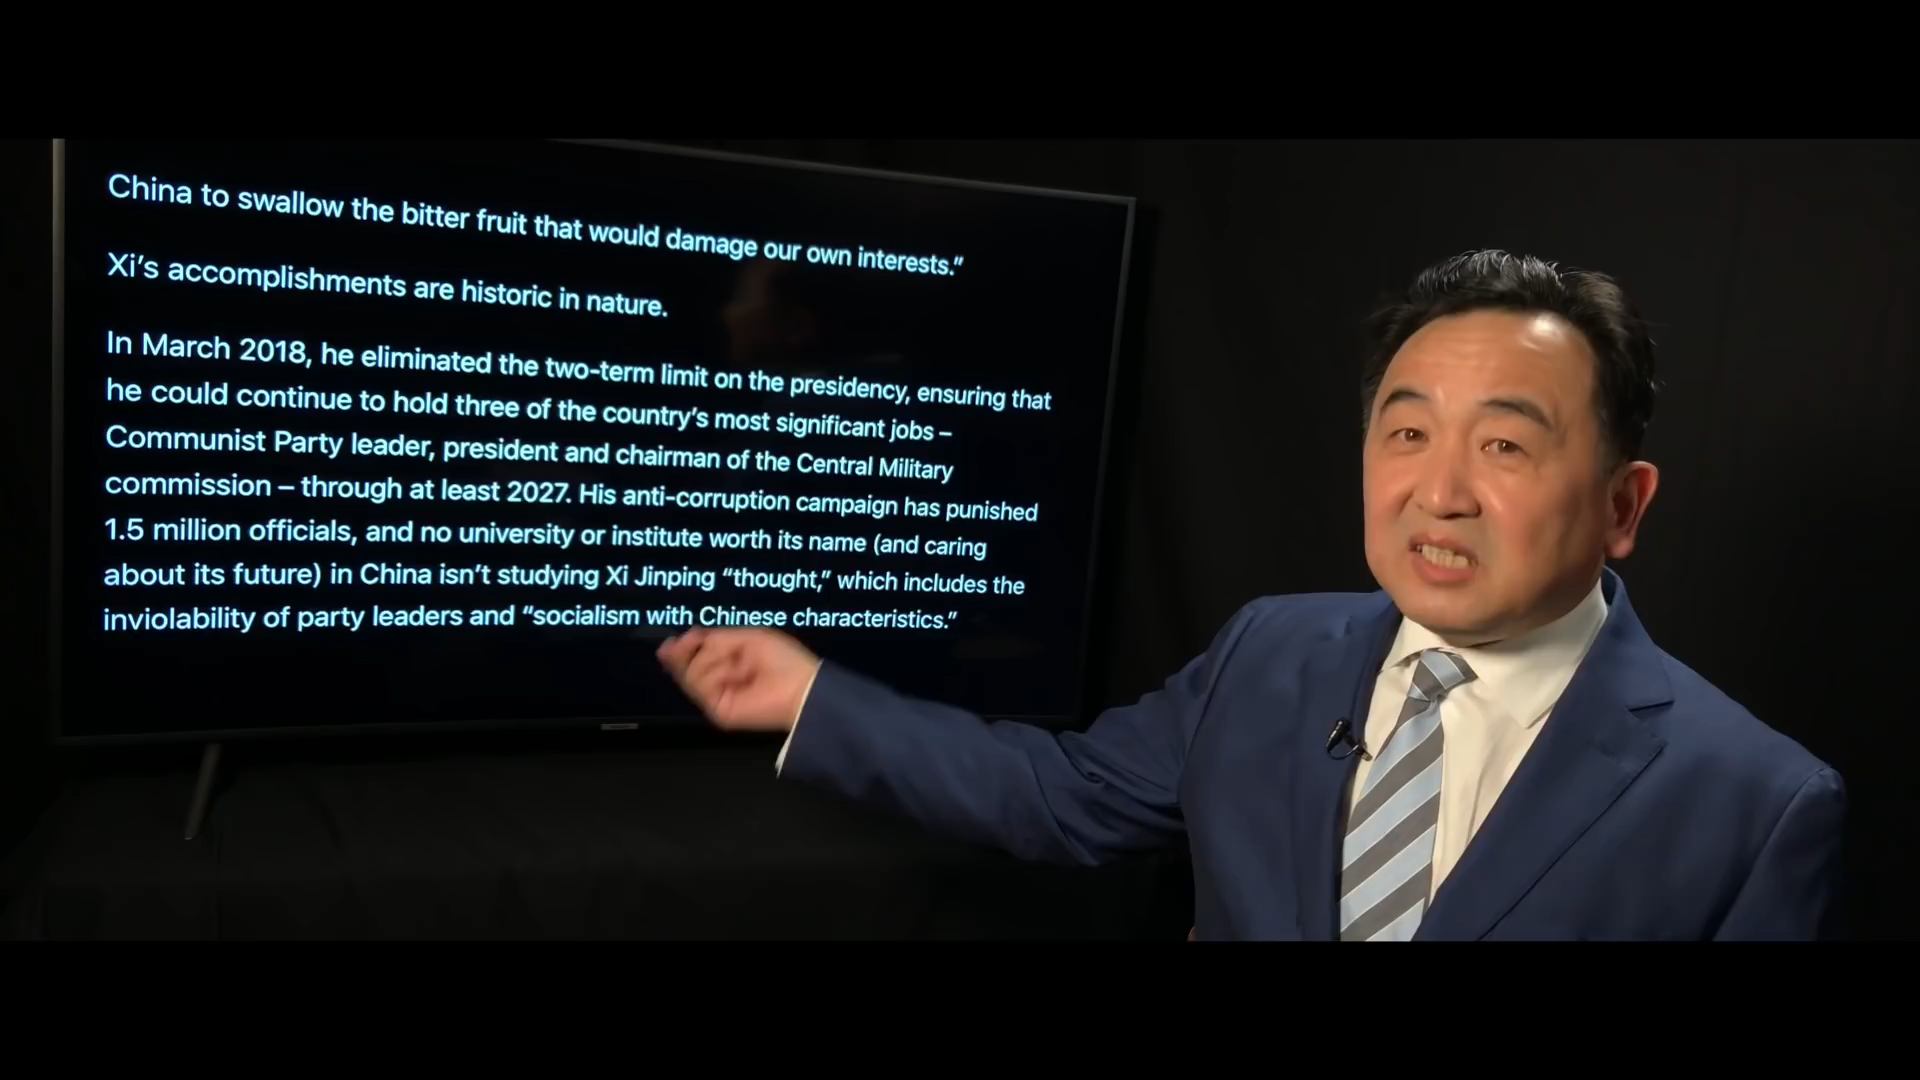 China to swallow the bitter fruit that would damage our own interests.”
Xi’s accomplishments are historic in nature.
In March 2018, he eliminated the two-term limit on the presidency, ensuring that
he could continue to hold three of the country’s most significant jobs –
Communist Party leader, president and chairman of the Central Military
commission – through at least 2027. His anti-corruption campaign has punished
1.5 million officials, and no university or institute worth its name (and caring
about its future) in China isn’t studying Xi Jinping “thought,” which includes the
inviolability of party leaders and “socialism with Chinese characteristics.”